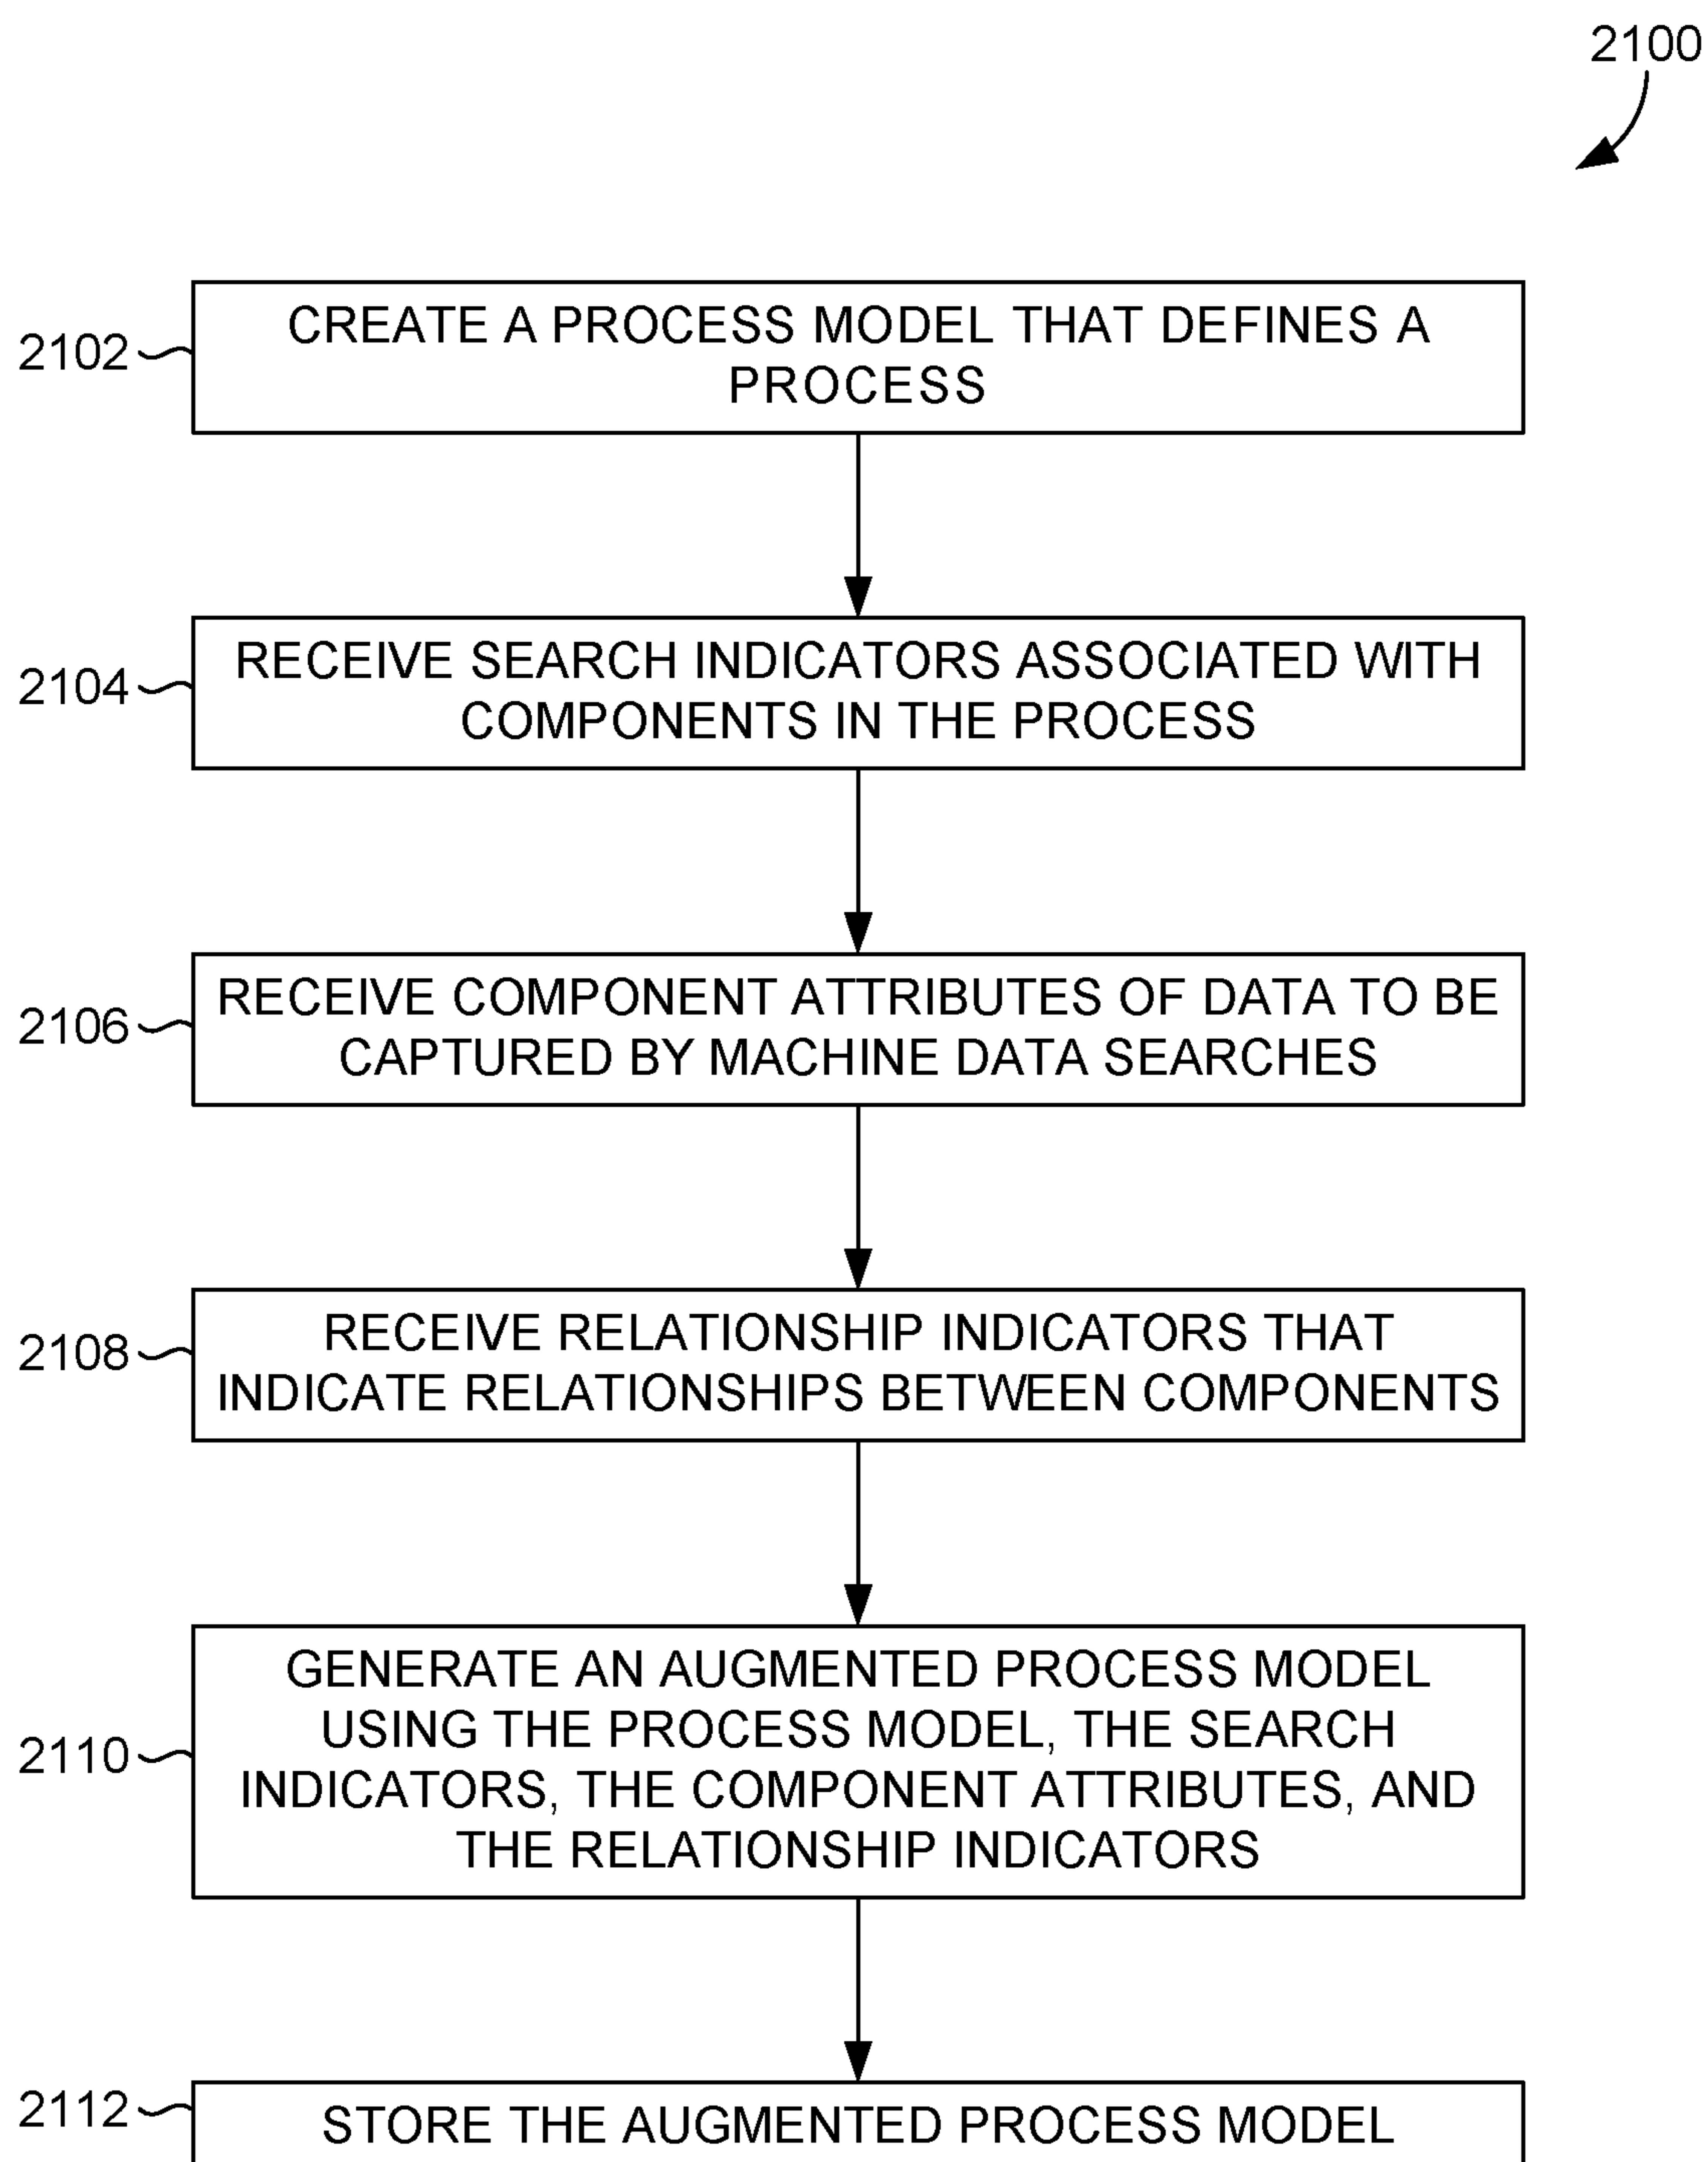 2100
2102
CREATE A PROCESS MODEL THAT DEFINES A
PROCESS
2104
RECEIVE SEARCH INDICATORS ASSOCIATED WITH
COMPONENTS IN THE PROCESS
2106
RECEIVE COMPONENT ATTRIBUTES OF DATA TO BE
CAPTURED BY MACHINE DATA SEARCHES
2108
RECEIVE RELATIONSHIP INDICATORS THAT
INDICATE RELATIONSHIPS BETWEEN COMPONENTS
2110
GENERATE AN AUGMENTED PROCESS MODEL
USING THE PROCESS MODEL, THE SEARCH
INDICATORS, THE COMPONENT ATTRIBUTES, AND
THE RELATIONSHIP INDICATORS
2112
STORE THE AUGMENTED PROCESS MODEL